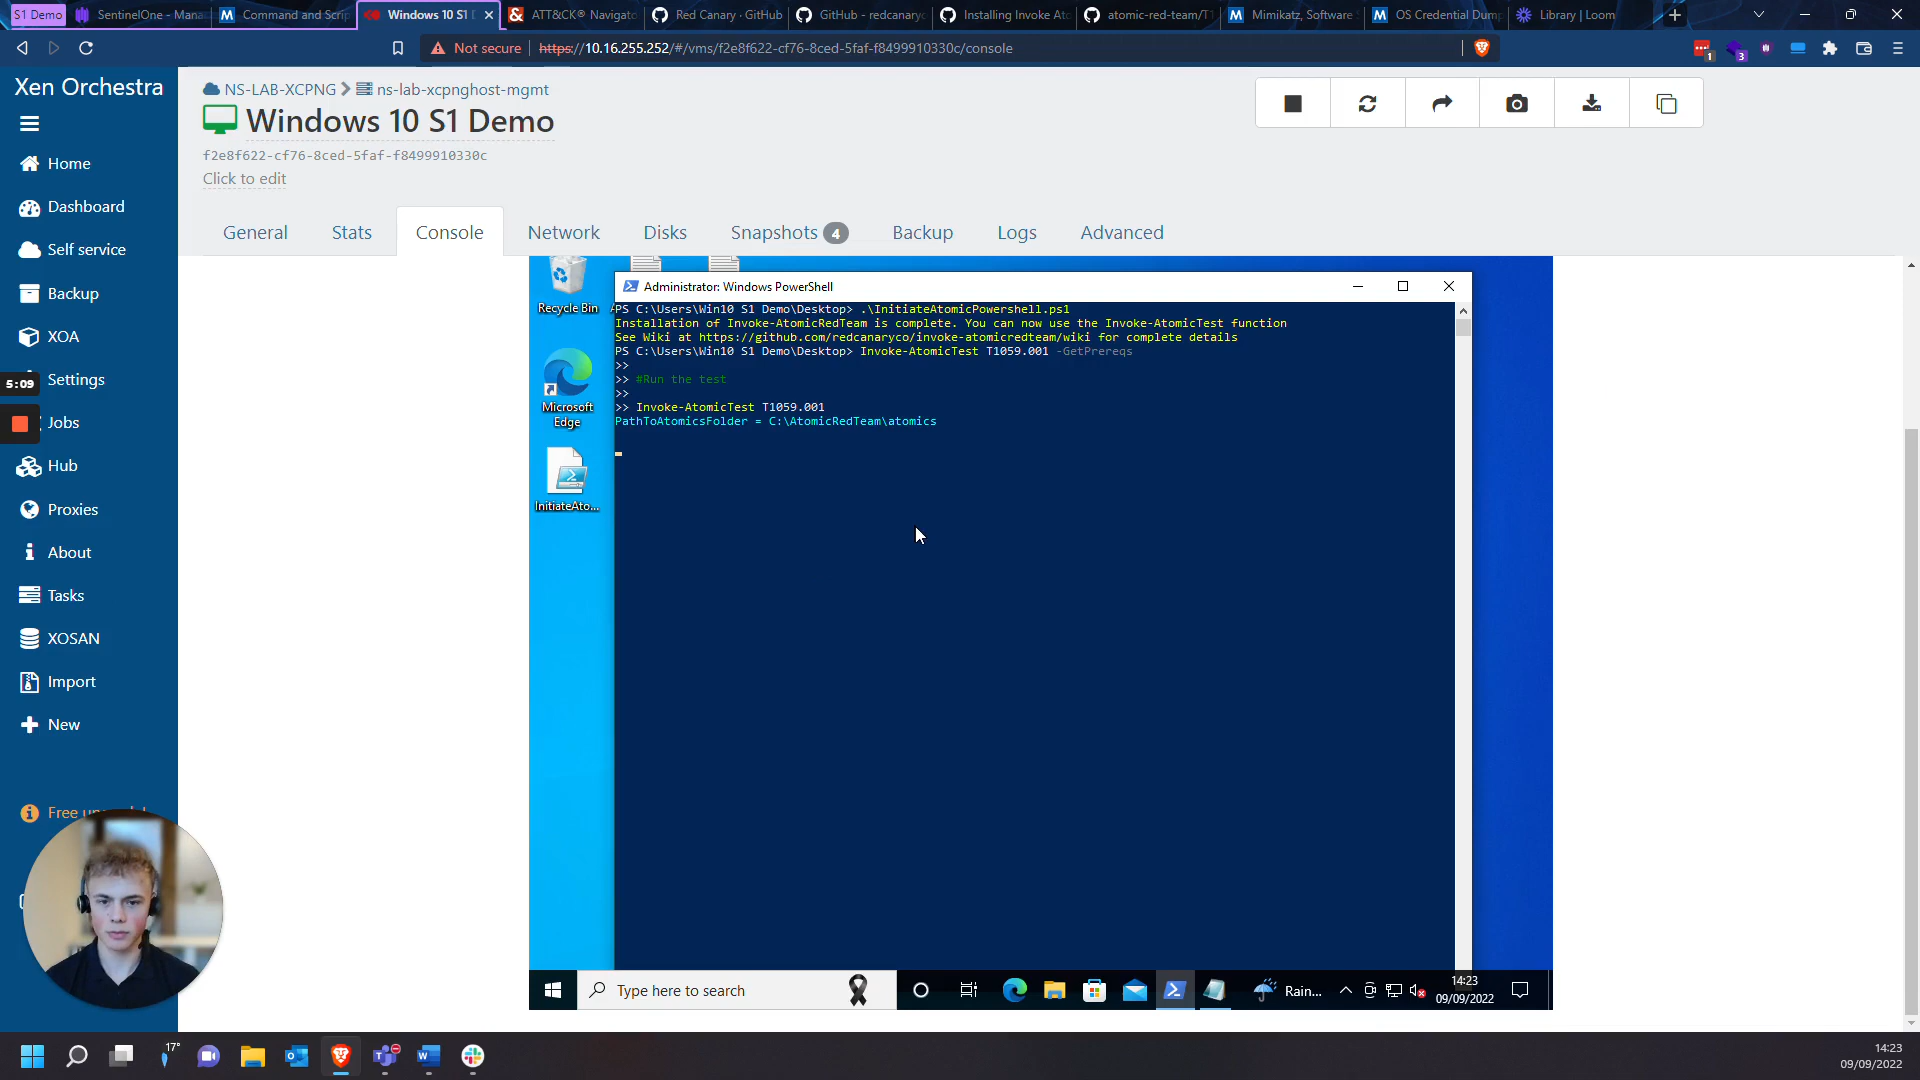 S1 Demo
SentinelOne - Mana
Command and Scrip
Windows 10 S1
ATT&CK® Navigato
Red Canary · GitHub
GitHub - redcanaryc
Installing Invoke Ato
atomic-red-team/T1
Mimikatz, Software
OS Credential Dump
Library | Loom
Not secure
https://10.16.255.252/#/vms/f2e8f622-cf76-8ced-5faf-f8499910330c/console
1
3
Xen Orchestra
Home
Dashboard
Self service
Backup
XOA
Settings
Jobs
Hub
Proxies
About
Tasks
XOSAN
Import
New
5:09
NS-LAB-XCPNG
ns-lab-xcpnghost-mgmt
Windows 10 S1 Demo
f2e8f622-cf76-8ced-5faf-f8499910330c
Click to edit
General
Stats
Console
Network
Disks
Snapshots 4
Backup
Logs
Advanced
Recycle Bin
Microsoft
Edge
InitiateAto...
Administrator: Windows PowerShell
PS C:\Users\Win10 S1 Demo\Desktop> .\InitiateAtomicPowershell.ps1
Installation of Invoke-AtomicRedTeam is complete. You can now use the Invoke-AtomicTest function
See Wiki at https://github.com/redcanaryco/invoke-atomicredteam/wiki for complete details
PS C:\Users\Win10 S1 Demo\Desktop> Invoke-AtomicTest T1059.001 -GetPrereqs
>>
>> #Run the test
>>
>> Invoke-AtomicTest T1059.001
PathToAtomicsFolder = C:\AtomicRedTeam\atomics
Type here to search
Rain...
14:23
09/09/2022
17°
14:23
09/09/2022